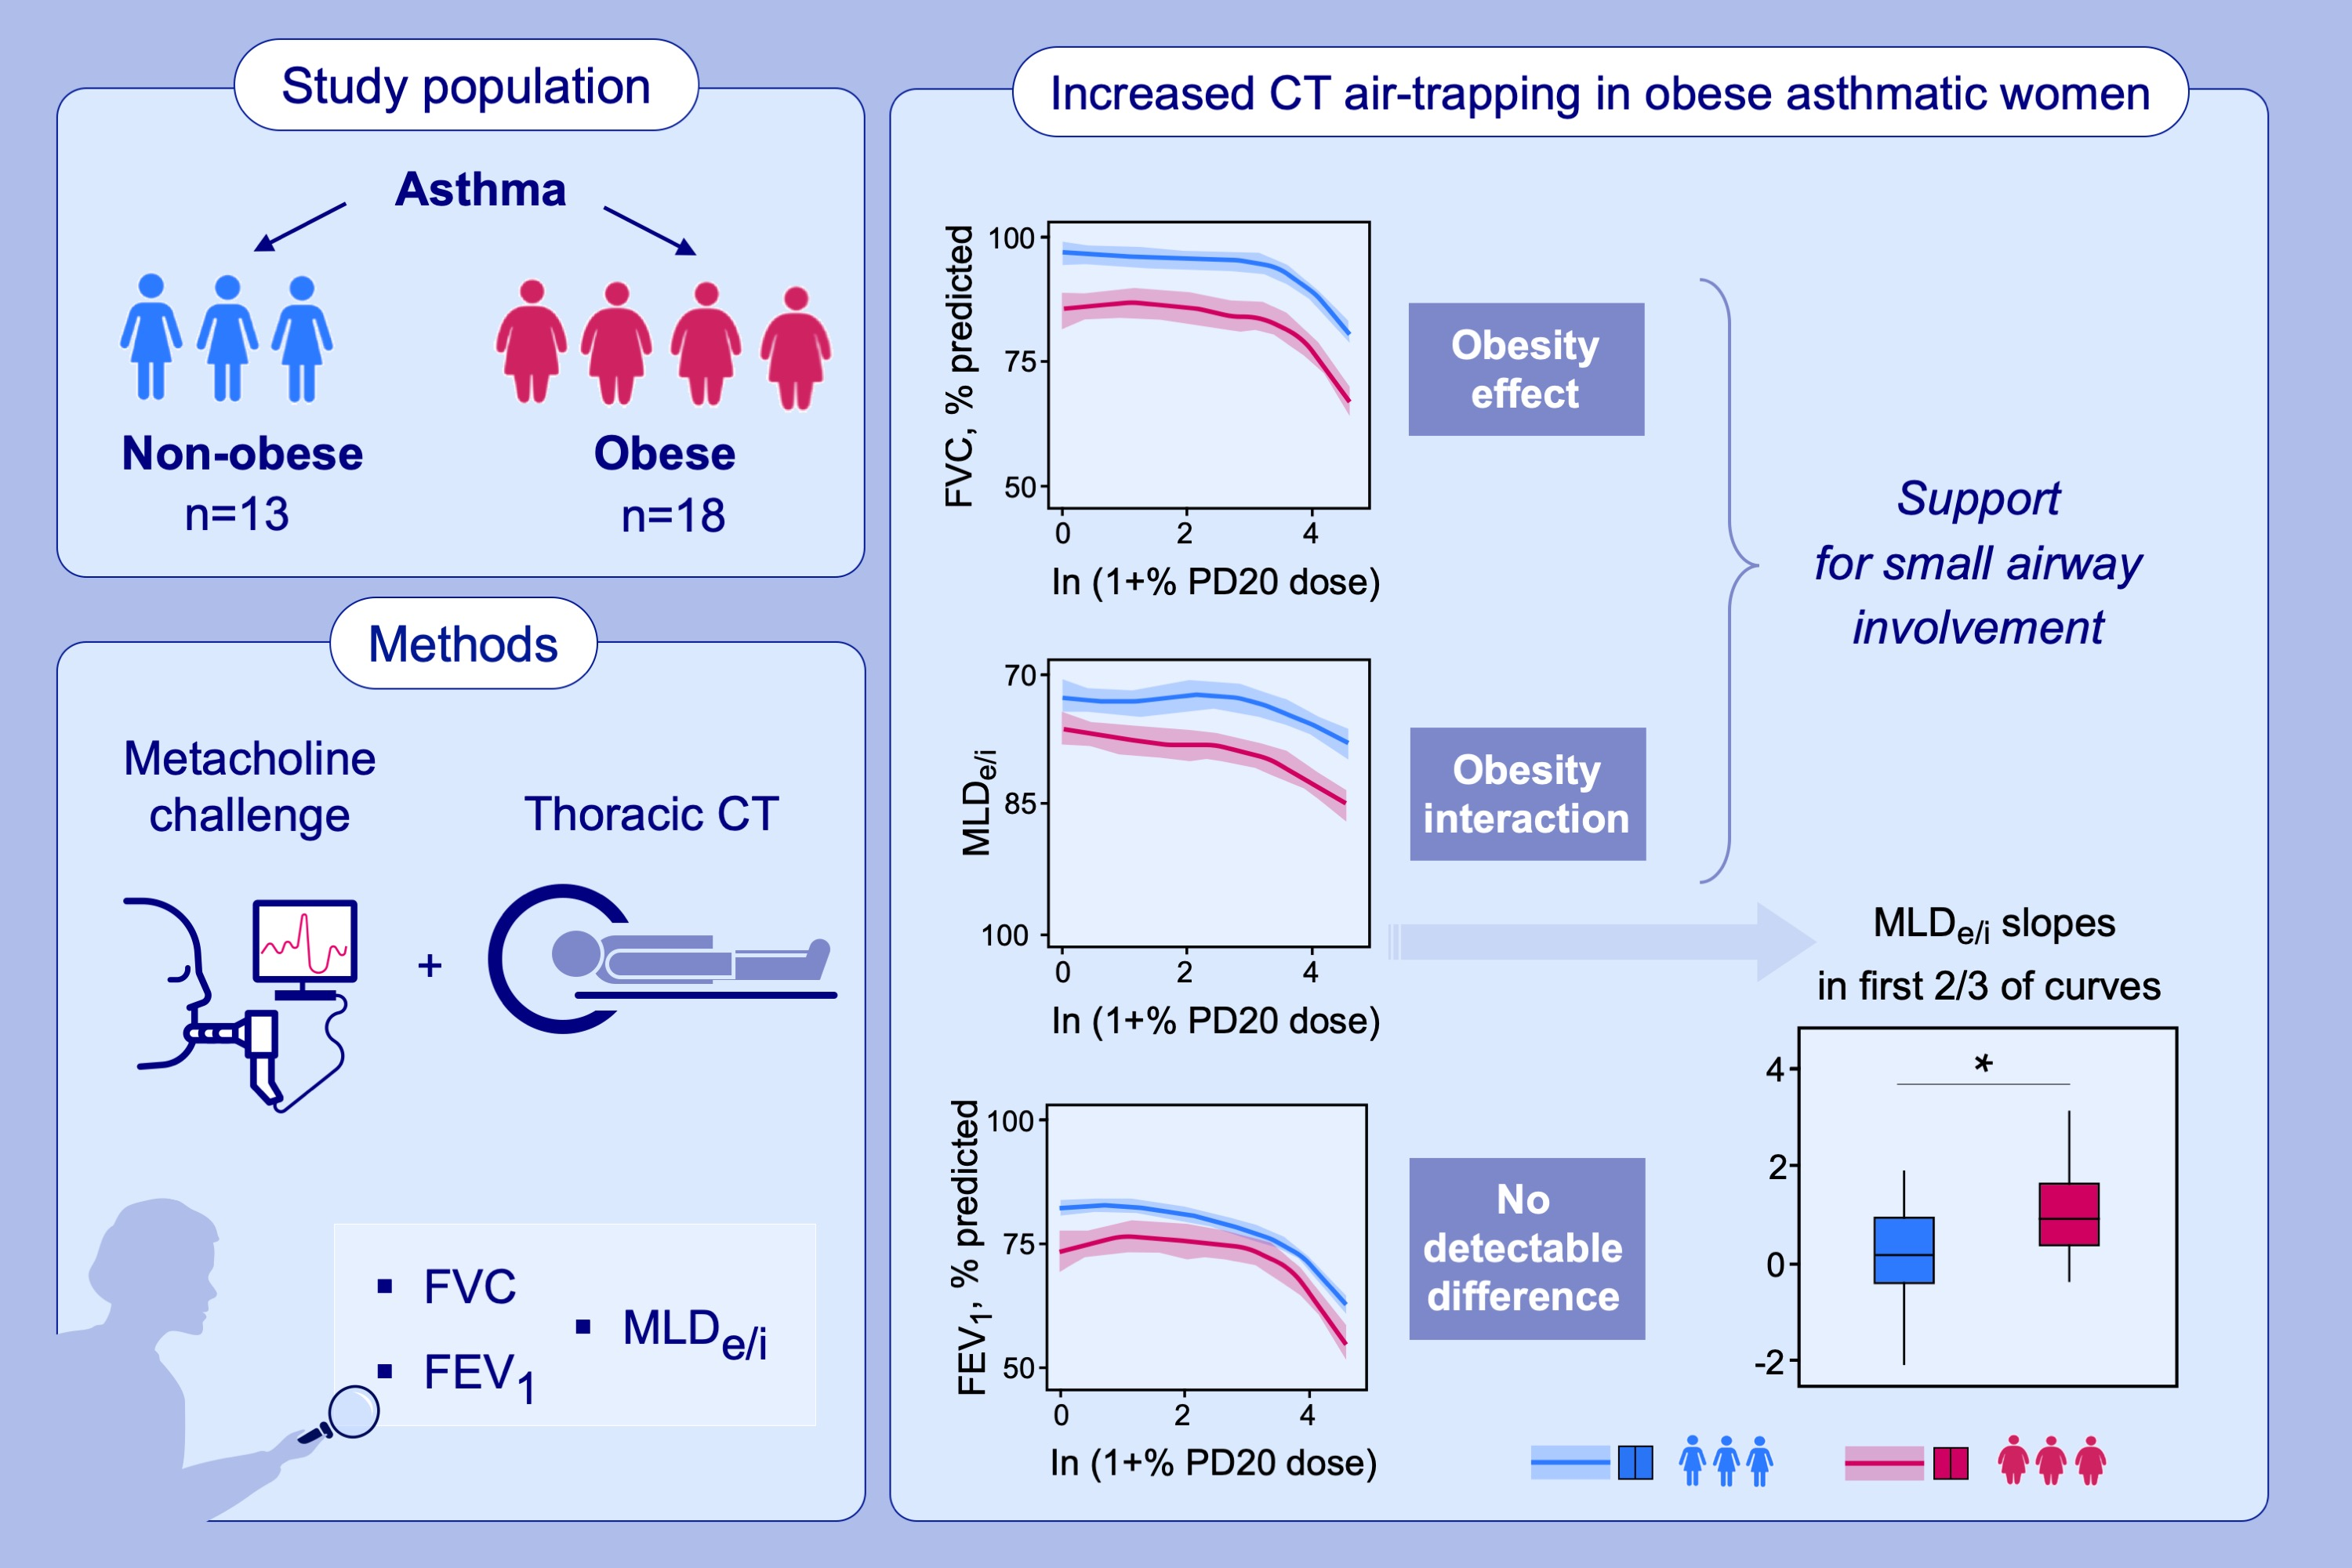 Study population
Asthma
Non-obese
n=13
Obese
n=18
Methods
Metacholine
challenge
Thoracic CT
+
▪ FVC
▪ FEV1
▪ MLDe/i
Increased CT air-trapping in obese asthmatic women
FVC, % predicted
100
75
50
0 2 4
ln (1+% PD20 dose)
Obesity
effect
MLDe/i
70
85
100
0 2 4
ln (1+% PD20 dose)
Obesity
interaction
Support
for small airway
involvement
FEV1, % predicted
100
75
50
0 2 4
ln (1+% PD20 dose)
No
detectable
difference
MLDe/i slopes
in first 2/3 of curves
*
4
2
0
-2